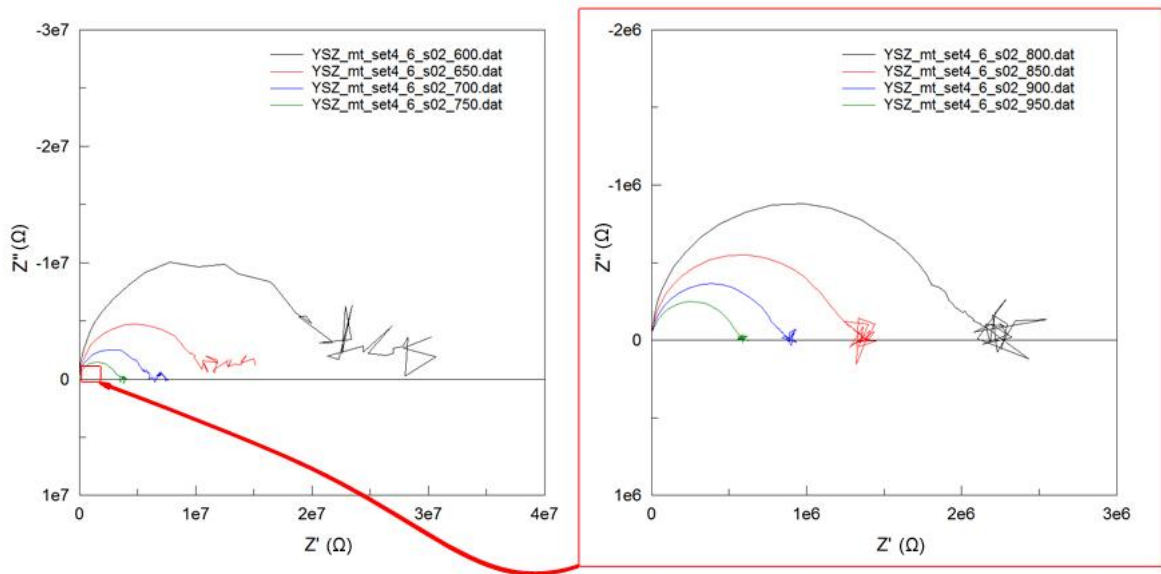 -3e7
YSZ_mt_set4_6_s02_600.dat
YSZ_mt_set4_6_s02_650.dat
YSZ_mt_set4_6_s02_700.dat
YSZ_mt_set4_6_s02_750.dat
-2e7
Z" (Ω)
-1e7
0
1e7
0
1e7
2e7
3e7
4e7
Z' (Ω)
-2e6
YSZ_mt_set4_6_s02_800.dat
YSZ_mt_set4_6_s02_850.dat
YSZ_mt_set4_6_s02_900.dat
YSZ_mt_set4_6_s02_950.dat
-1e6
Z" (Ω)
0
1e6
0
1e6
2e6
3e6
Z' (Ω)